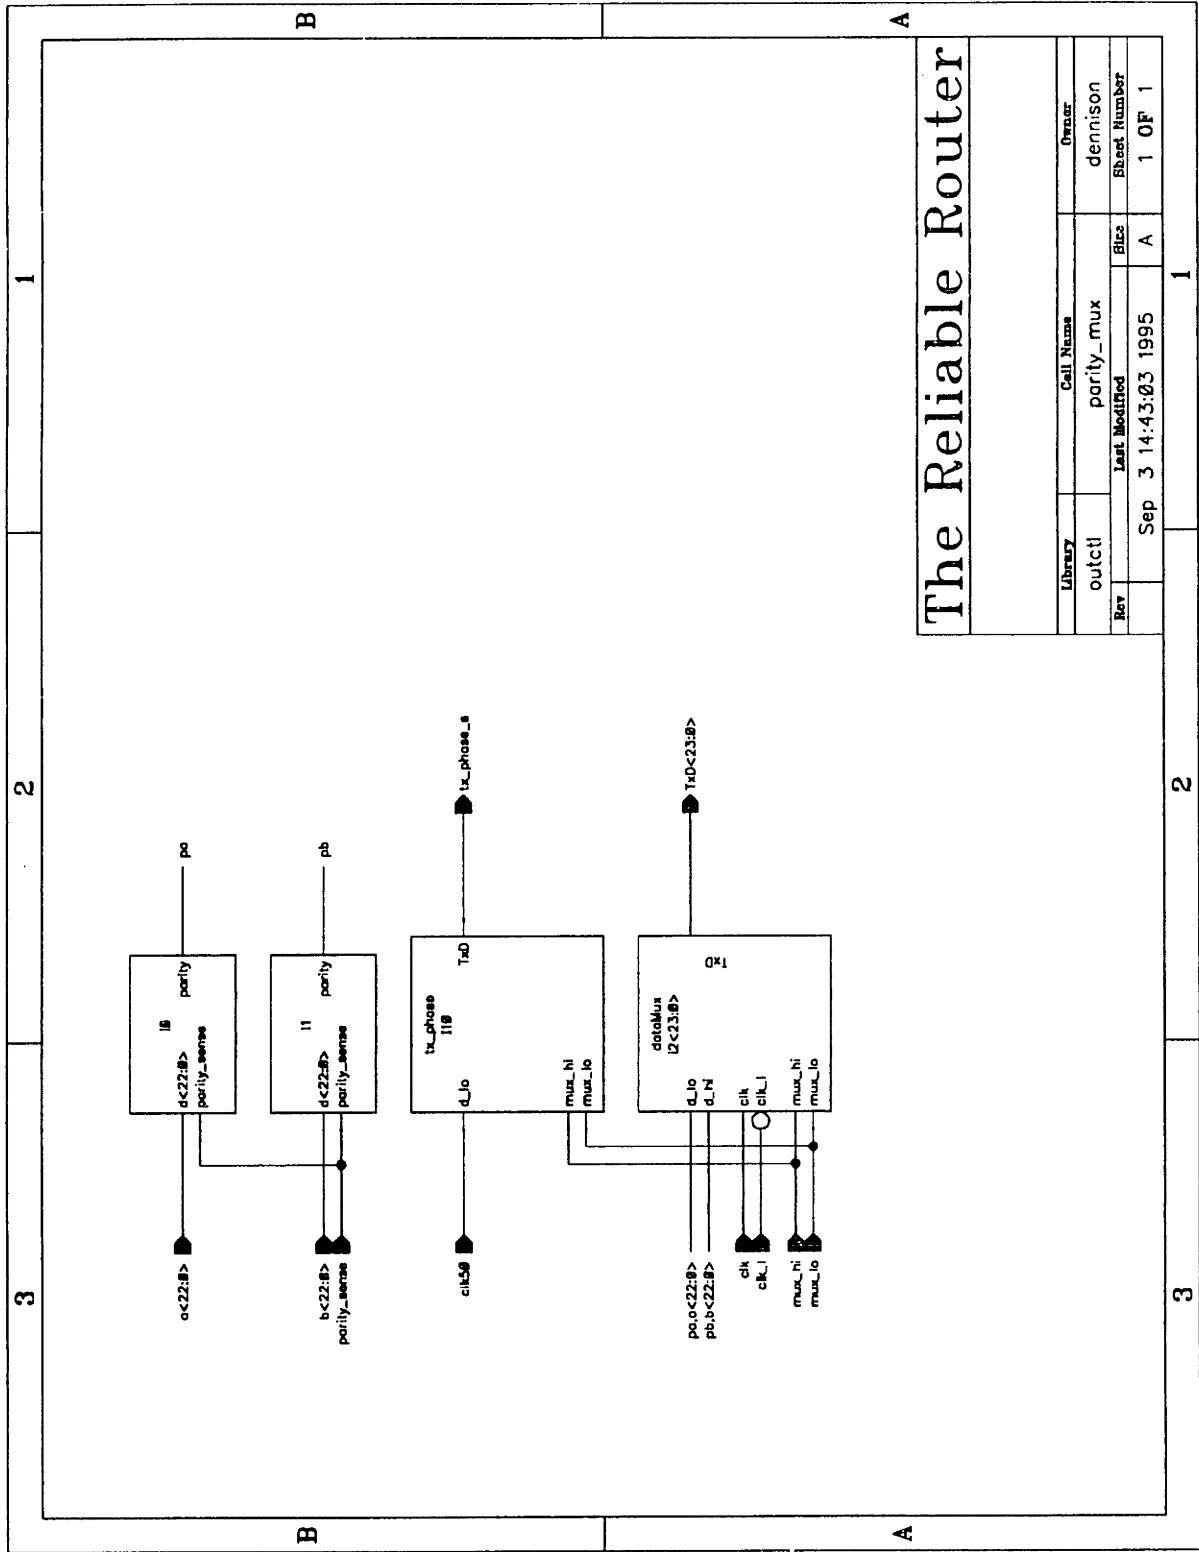 3
2
1
B
B
a<22:0>
d<22:0>
parity_sense
I0
parity
pa
b<22:0>
parity_sense
d<22:0>
parity_sense
I1
parity
pb
clk50
d_lo
tx_phase
I10
TxD
tx_phase_s
mux_hi
mux_lo
pa,a<22:0>
pb,b<22:0>
clk
clk_l
mux_hi
mux_lo
d_lo
d_hi
clk
clk_l
mux_hi
mux_lo
dataMux
I2<23:0>
TxD
TxD<23:0>
A
A
The Reliable Router
Library
Cell Name
Owner
outctl
parity_mux
dennison
Rev
Last Modified
Size
Sheet Number
Sep 3 14:43:03 1995
A
1 OF 1
3
2
1